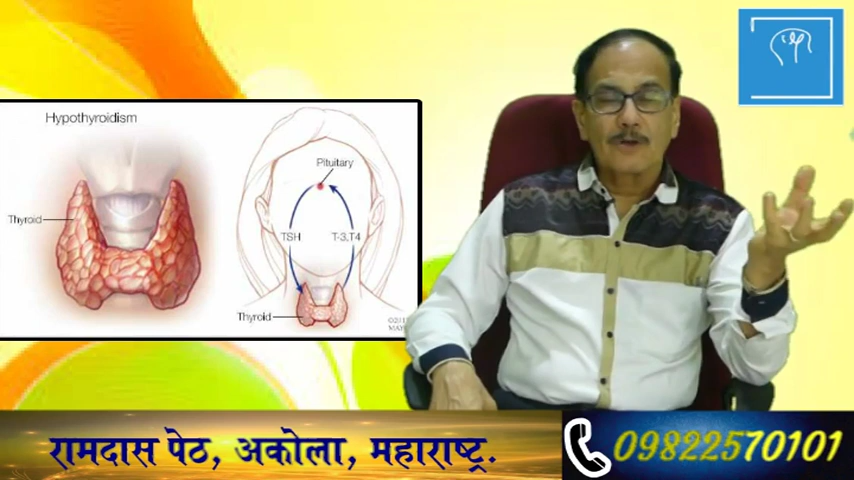 Hypothyroidism
Pituitary
Thyroid
TSH
T-3.T4
Thyroid
रामदास पेठ, अकोला, महाराष्ट्र.
09822570101